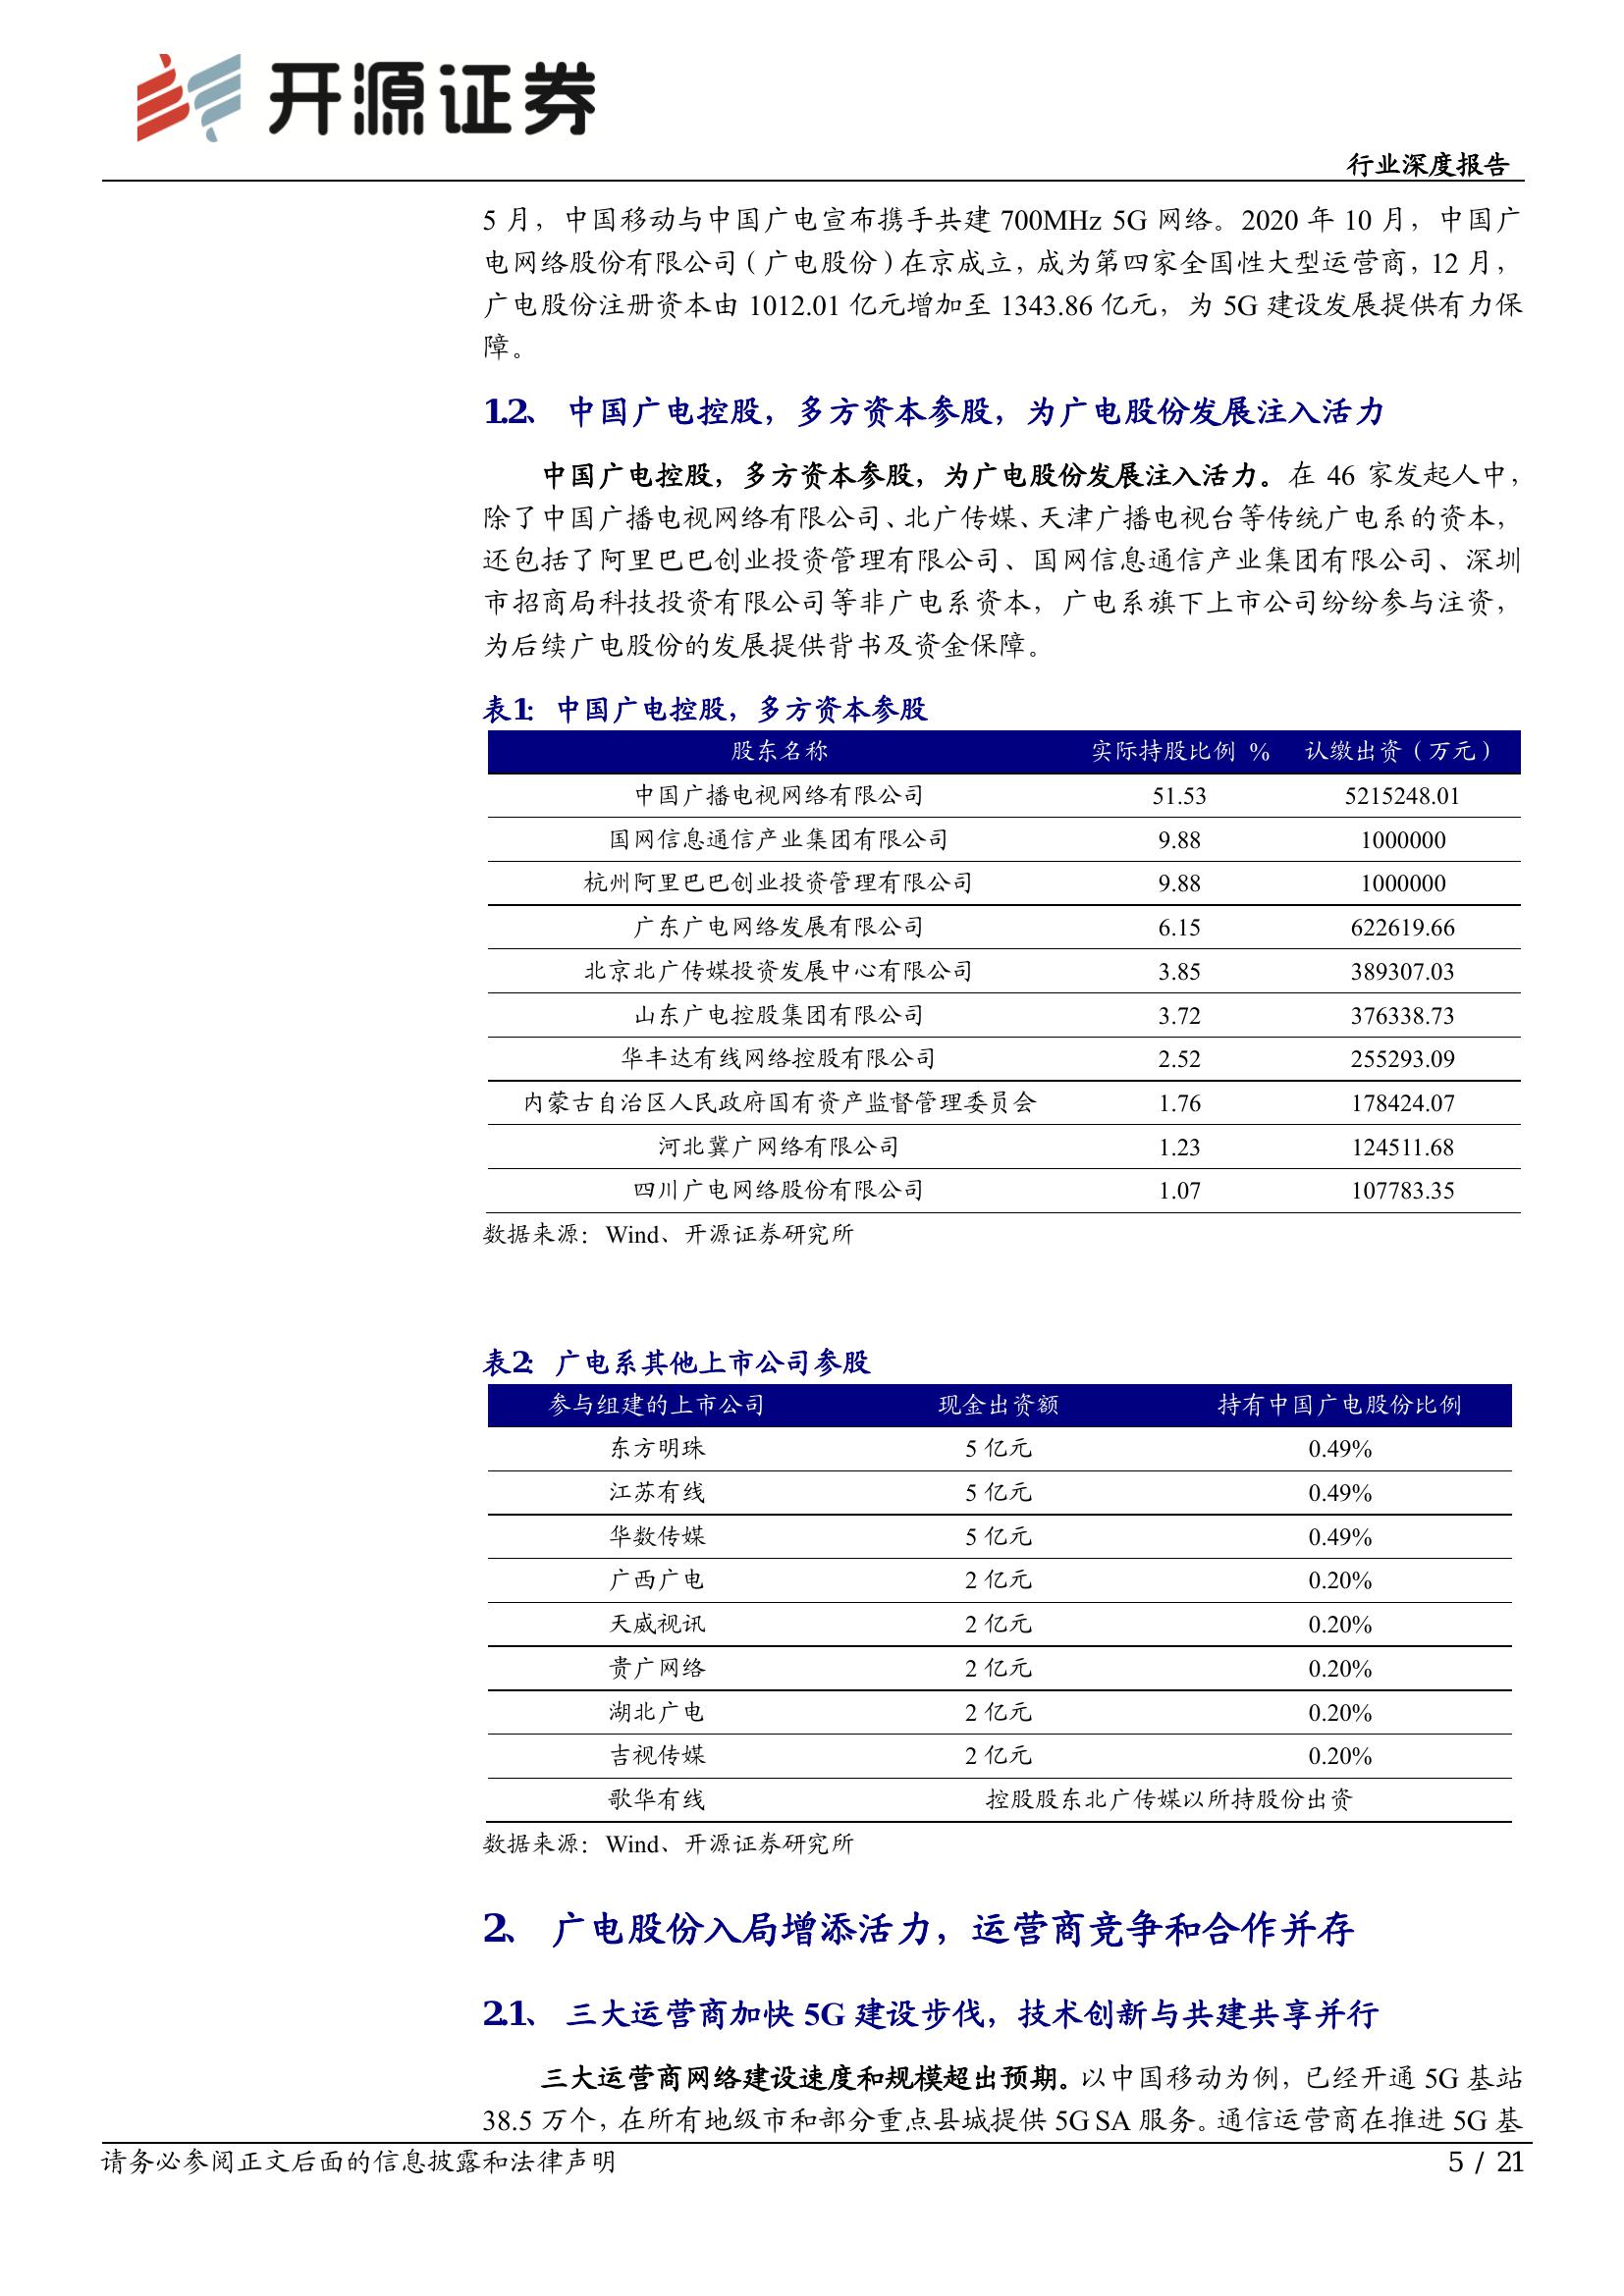 开源证券
行业深度报告
5 月，中国移动与中国广电宣布携手共建 700MHz 5G 网络。2020 年 10 月，中国广
电网络股份有限公司（广电股份）在京成立，成为第四家全国性大型运营商，12 月，
广电股份注册资本由 1012.01 亿元增加至 1343.86 亿元，为 5G 建设发展提供有力保
障。
1.2、 中国广电控股，多方资本参股，为广电股份发展注入活力
中国广电控股，多方资本参股，为广电股份发展注入活力。在 46 家发起人中，
除了中国广播电视网络有限公司、北广传媒、天津广播电视台等传统广电系的资本，
还包括了阿里巴巴创业投资管理有限公司、国网信息通信产业集团有限公司、深圳
市招商局科技投资有限公司等非广电系资本，广电系旗下上市公司纷纷参与注资，
为后续广电股份的发展提供背书及资金保障。
表1： 中国广电控股，多方资本参股
股东名称 实际持股比例 % 认缴出资（万元）
中国广播电视网络有限公司 51.53 5215248.01
国网信息通信产业集团有限公司 9.88 1000000
杭州阿里巴巴创业投资管理有限公司 9.88 1000000
广东广电网络发展有限公司 6.15 622619.66
北京北广传媒投资发展中心有限公司 3.85 389307.03
山东广电控股集团有限公司 3.72 376338.73
华丰达有线网络控股有限公司 2.52 255293.09
内蒙古自治区人民政府国有资产监督管理委员会 1.76 178424.07
河北冀广网络有限公司 1.23 124511.68
四川广电网络股份有限公司 1.07 107783.35
数据来源：Wind、开源证券研究所
表2： 广电系其他上市公司参股
参与组建的上市公司 现金出资额 持有中国广电股份比例
东方明珠 5 亿元 0.49%
江苏有线 5 亿元 0.49%
华数传媒 5 亿元 0.49%
广西广电 2 亿元 0.20%
天威视讯 2 亿元 0.20%
贵广网络 2 亿元 0.20%
湖北广电 2 亿元 0.20%
吉视传媒 2 亿元 0.20%
歌华有线 控股股东北广传媒以所持股份出资
数据来源：Wind、开源证券研究所
2、 广电股份入局增添活力，运营商竞争和合作并存
2.1、 三大运营商加快 5G 建设步伐，技术创新与共建共享并行
三大运营商网络建设速度和规模超出预期。以中国移动为例，已经开通 5G 基站
38.5 万个，在所有地级市和部分重点县城提供 5G SA 服务。通信运营商在推进 5G 基
请务必参阅正文后面的信息披露和法律声明 5 / 21